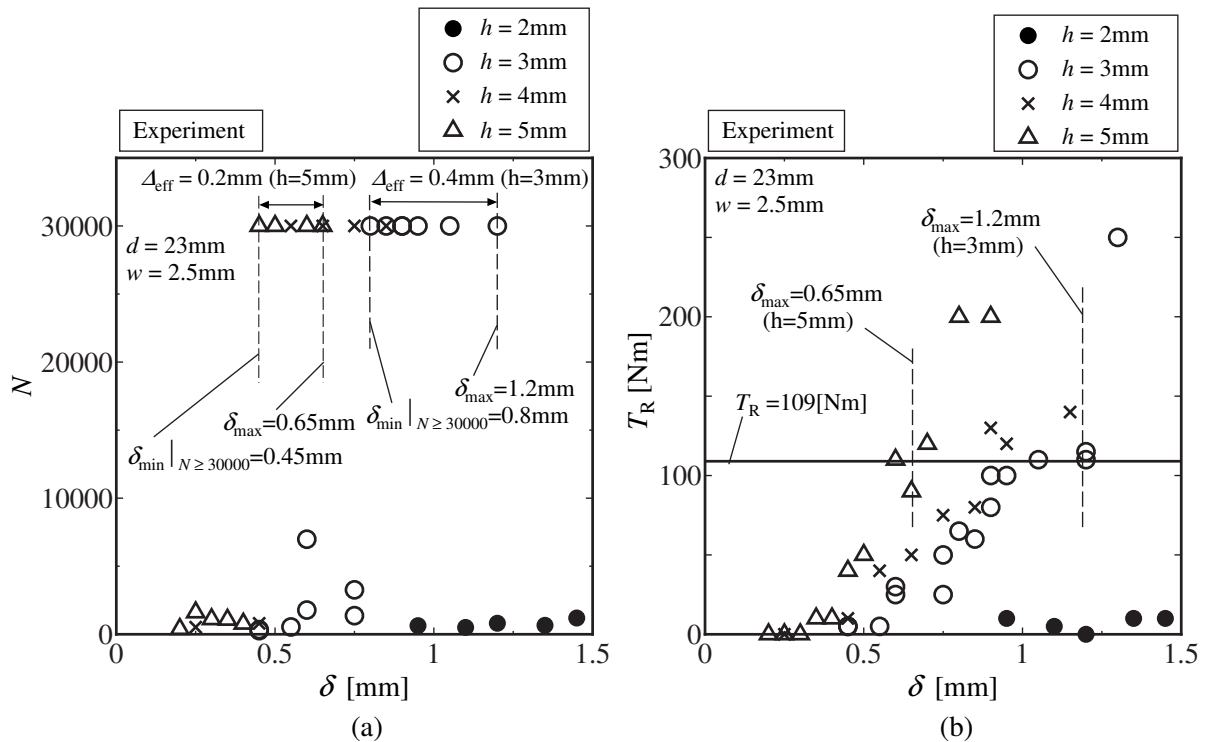 h = 2mm
h = 3mm
h = 4mm
h = 5mm
Experiment
Δeff = 0.2mm (h=5mm)
Δeff = 0.4mm (h=3mm)
d = 23mm
w = 2.5mm
δmax=1.2mm
δmax=0.65mm
δmin|N ≥ 30000=0.8mm
δmin|N ≥ 30000=0.45mm
30000
20000
10000
0
N
0
0.5
1
1.5
δ [mm]
(a)
h = 2mm
h = 3mm
h = 4mm
h = 5mm
Experiment
d = 23mm
w = 2.5mm
δmax=1.2mm
(h=3mm)
δmax=0.65mm
(h=5mm)
TR =109[Nm]
300
200
100
0
TR [Nm]
0
0.5
1
1.5
δ [mm]
(b)